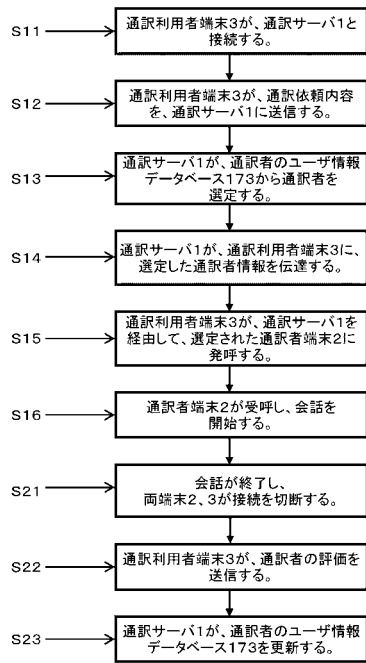 S11
通訳利用者端末3が、通訳サーバ1と
接続する。
S12
通訳利用者端末3が、通訳依頼内容
を、通訳サーバ1に送信する。
S13
通訳サーバ1が、通訳者のユーザ情報
データベース173から通訳者を
選定する。
S14
通訳サーバ1が、通訳利用者端末3に、
選定した通訳者情報を伝達する。
S15
通訳利用者端末3が、通訳サーバ1を
経由して、選定された通訳者端末2に
発呼する。
S16
通訳者端末2が受呼し、会話を
開始する。
S21
会話が終了し、
両端末2、3が接続を切断する。
S22
通訳利用者端末3が、通訳者の評価を
送信する。
S23
通訳サーバ1が、通訳者のユーザ情報
データベース173を更新する。